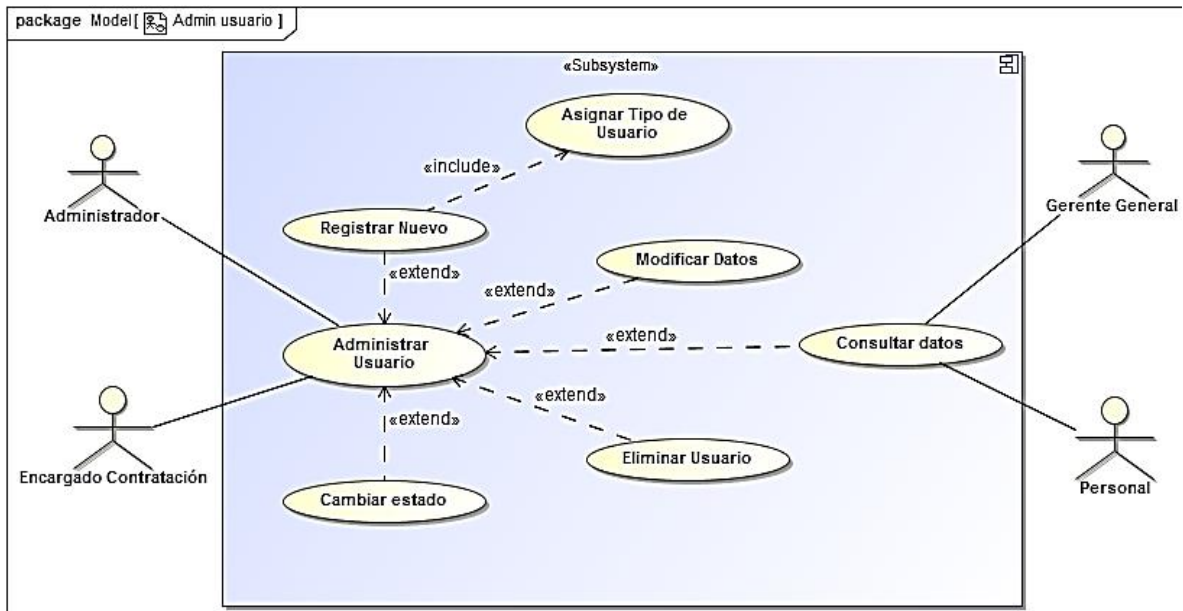 package Model[ Admin usuario ]
«Subsystem»
Asignar Tipo de
Usuario
«include»
Administrador
Gerente General
Registrar Nuevo
Modificar Datos
«extend»
«extend»
«extend»
Administrar
Usuario
Consultar datos
«extend»
«extend»
Eliminar Usuario
Encargado Contratación
Cambiar estado
Personal